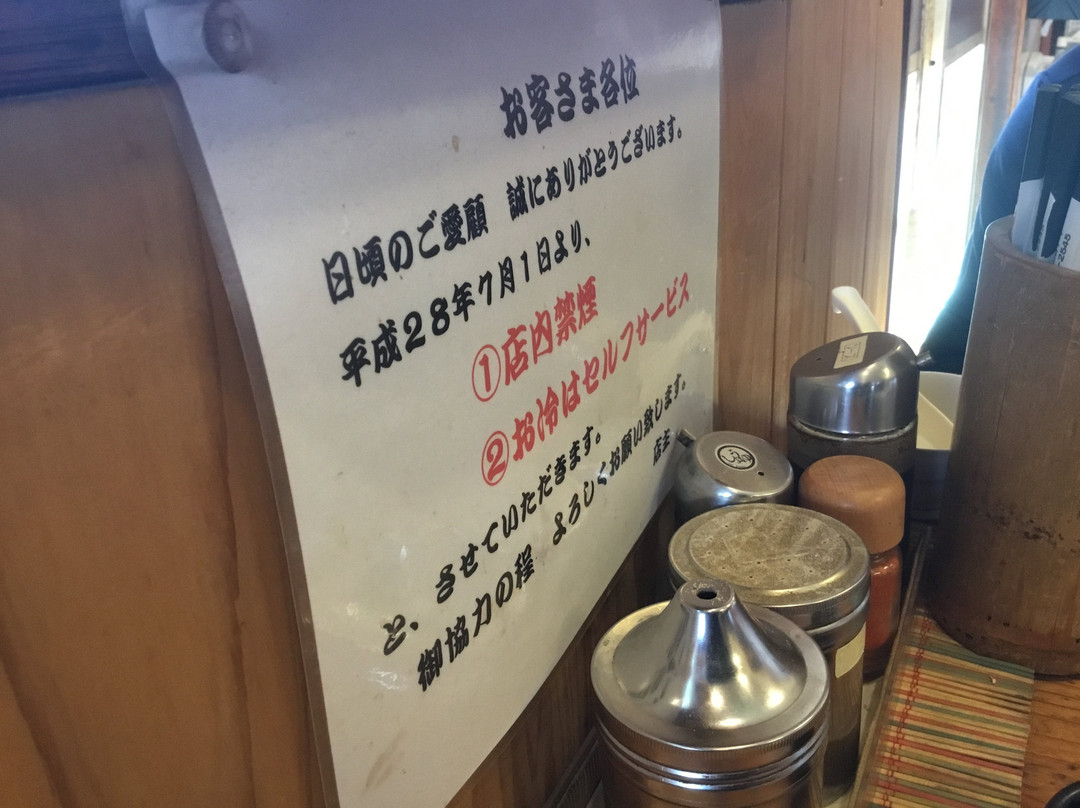 お客さま各位
日頃のご愛顧　誠にありがとうございます。
平成28年7月1日より、
①店内禁煙
②お冷はセルフサービス
と、させていただきます。
御協力の程　よろしくお願い致します。
店主